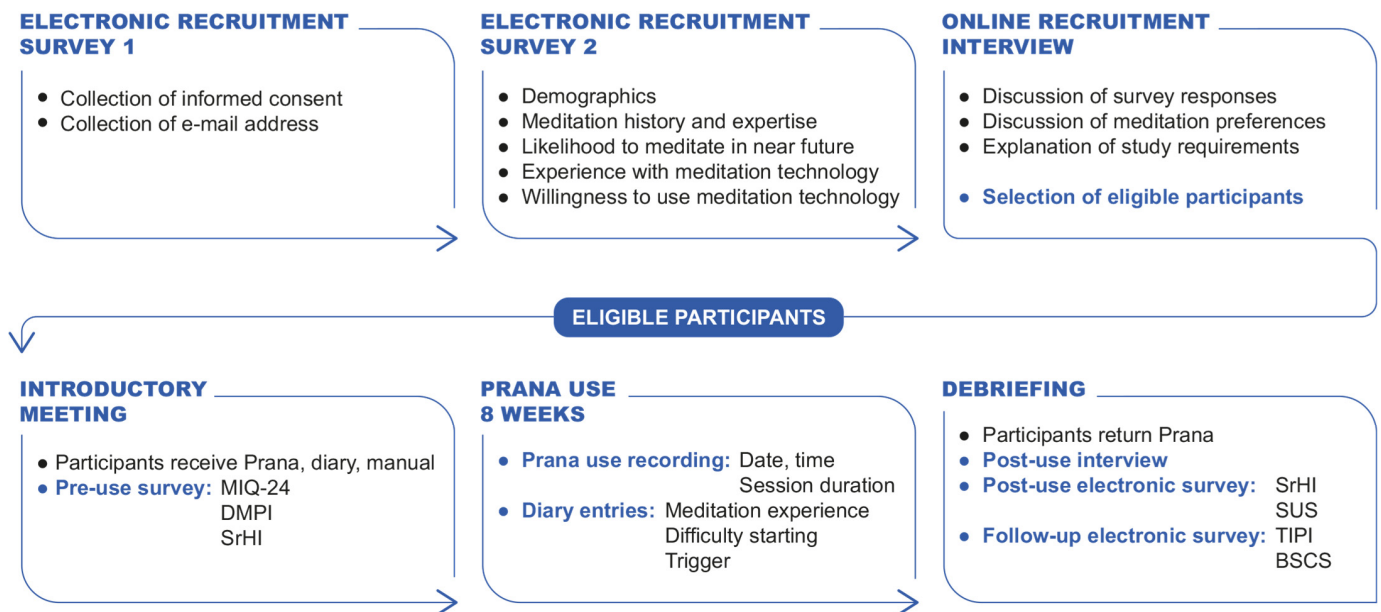 ELECTRONIC RECRUITMENT
SURVEY 1
• Collection of informed consent
• Collection of e-mail address
ELECTRONIC RECRUITMENT
SURVEY 2
• Demographics
• Meditation history and expertise
• Likelihood to meditate in near future
• Experience with meditation technology
• Willingness to use meditation technology
ONLINE RECRUITMENT
INTERVIEW
• Discussion of survey responses
• Discussion of meditation preferences
• Explanation of study requirements
• Selection of eligible participants
ELIGIBLE PARTICIPANTS
INTRODUCTORY
MEETING
• Participants receive Prana, diary, manual
• Pre-use survey: MIQ-24
DMPI
SrHI
PRANA USE
8 WEEKS
• Prana use recording: Date, time
Session duration
• Diary entries: Meditation experience
Difficulty starting
Trigger
DEBRIEFING
• Participants return Prana
• Post-use interview
• Post-use electronic survey: SrHI
SUS
• Follow-up electronic survey: TIPI
BSCS